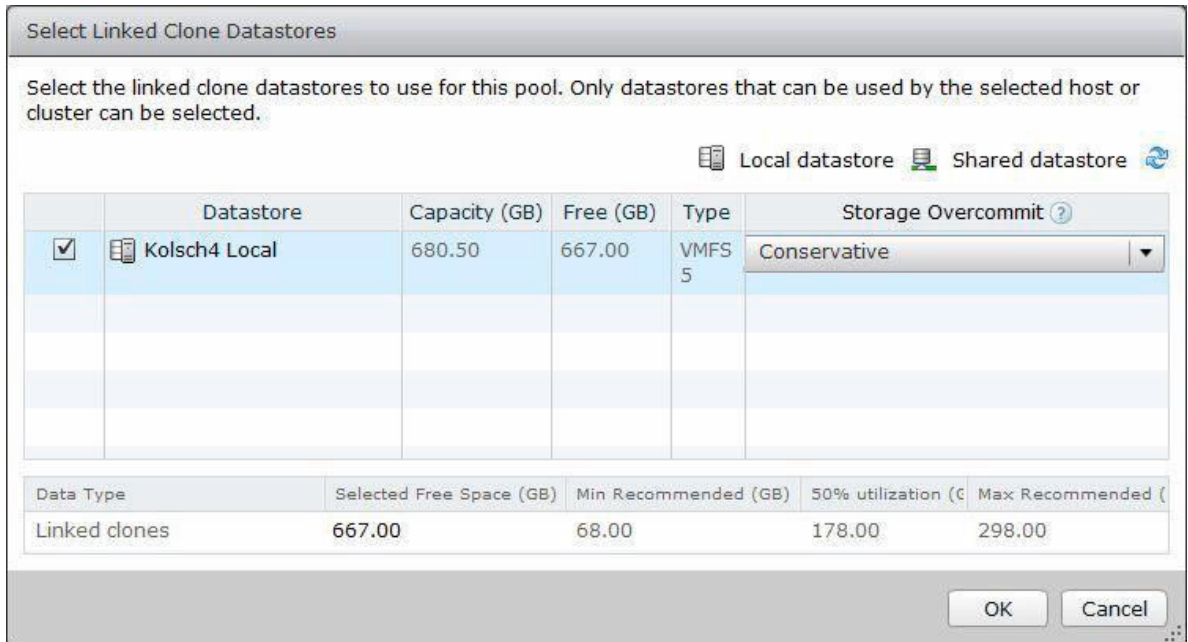 Select Linked Clone Datastores
Select the linked clone datastores to use for this pool. Only datastores that can be used by the selected host or
cluster can be selected.
Local datastore Shared datastore
Datastore Capacity (GB) Free (GB) Type Storage Overcommit ?
Kolsch4 Local 680.50 667.00 VMFS Conservative
5
Data Type Selected Free Space (GB) Min Recommended (GB) 50% utilization (G Max Recommended (
Linked clones 667.00 68.00 178.00 298.00
OK Cancel